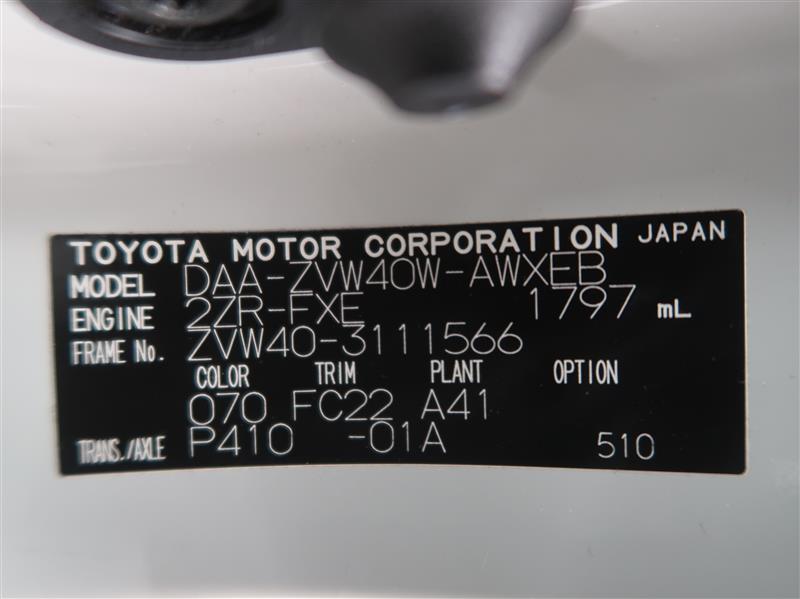 TOYOTA MOTOR CORPORATION JAPAN
MODEL DAA-ZVW40W-AWXEB
ENGINE 2ZR-FXE 1797 mL
FRAME No. ZVW40-3111566
COLOR TRIM PLANT OPTION
070 FC22 A41
TRANS./AXLE P410 -01A 510